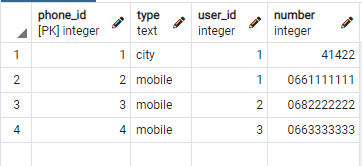 phone_id type user_id number
[PK] integer text integer integer
1 1 city 1 41422
2 2 mobile 1 0661111111
3 3 mobile 2 0682222222
4 4 mobile 3 0663333333